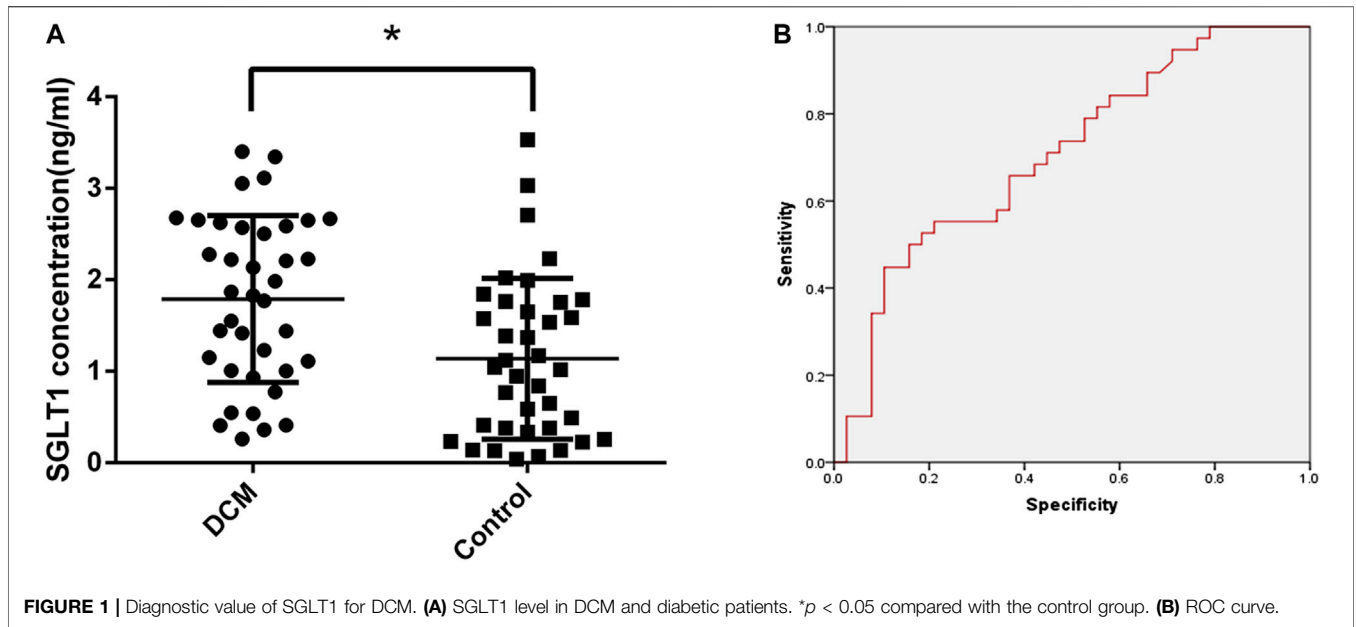 A
*
SGLT1 concentration(ng/ml)
4
3
2
1
0
DCM
Control
B
Sensitivity
1.0
0.8
0.6
0.4
0.2
0.0
0.0 0.2 0.4 0.6 0.8 1.0
Specificity
FIGURE 1 | Diagnostic value of SGLT1 for DCM. (A) SGLT1 level in DCM and diabetic patients. *p < 0.05 compared with the control group. (B) ROC curve.